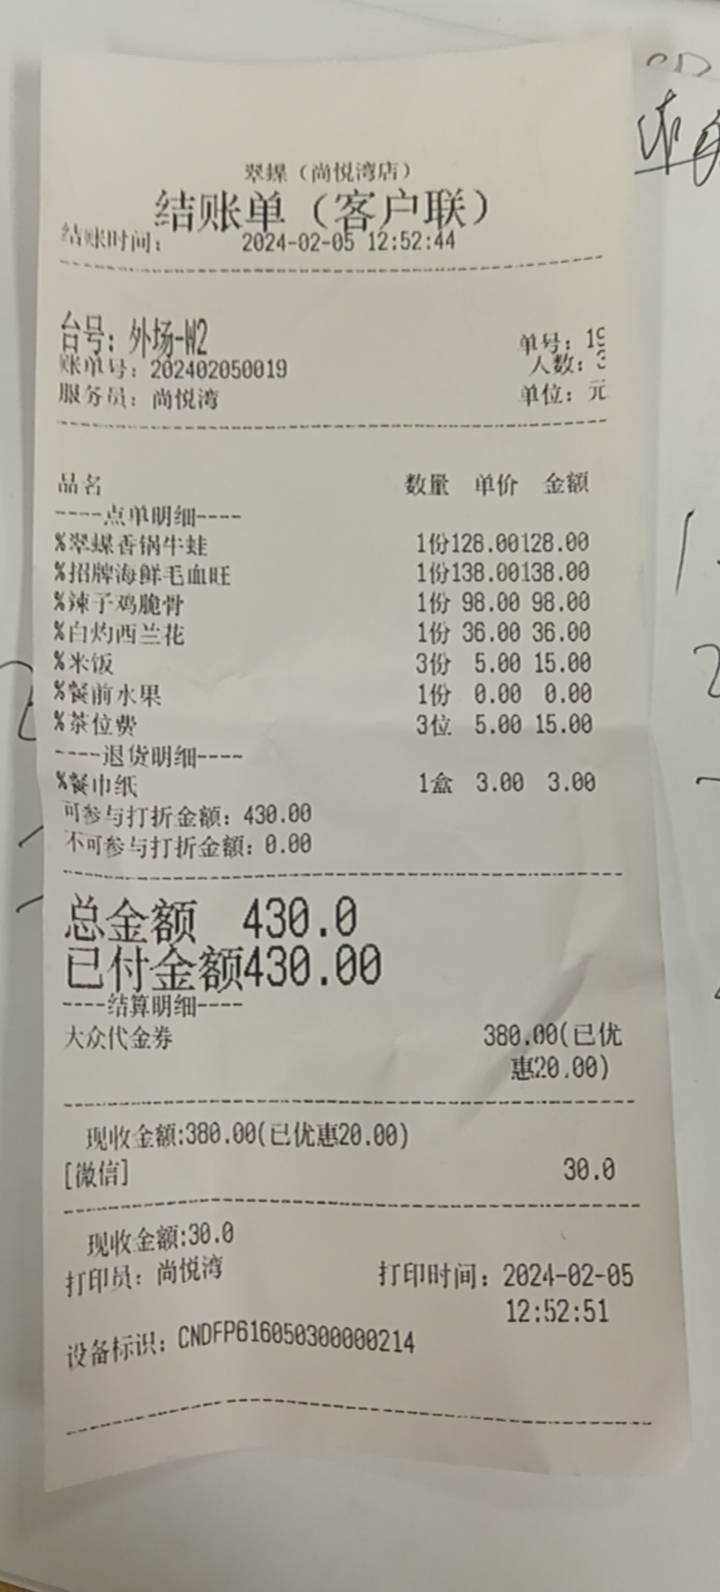 翠蝶（尚悦湾店）
结账单（客户联）
结账时间： 2024-02-05 12:52:44
台号：外场-W2
单号：19
账单号：202402050019 人数：3
服务员：尚悦湾 单位：元
品名 数量 单价 金额
----点单明细----
%翠蝶香锅牛蛙 1份128.00128.00
%招牌海鲜毛血旺 1份138.00138.00
%辣子鸡脆骨 1份 98.00 98.00
%白灼西兰花 1份 36.00 36.00
%米饭 3份 5.00 15.00
%餐前水果 1份 0.00 0.00
%茶位费 3位 5.00 15.00
----退货明细----
%餐巾纸 1盒 3.00 3.00
可参与打折金额：430.00
不可参与打折金额：0.00
总金额 430.0
已付金额430.00
----结算明细----
大众代金券 380.00(已优
惠20.00)
现收金额:380.00(已优惠20.00)
[微信] 30.0
现收金额:30.0
打印员：尚悦湾 打印时间：2024-02-05
12:52:51
设备标识：CNDFP616050300000214